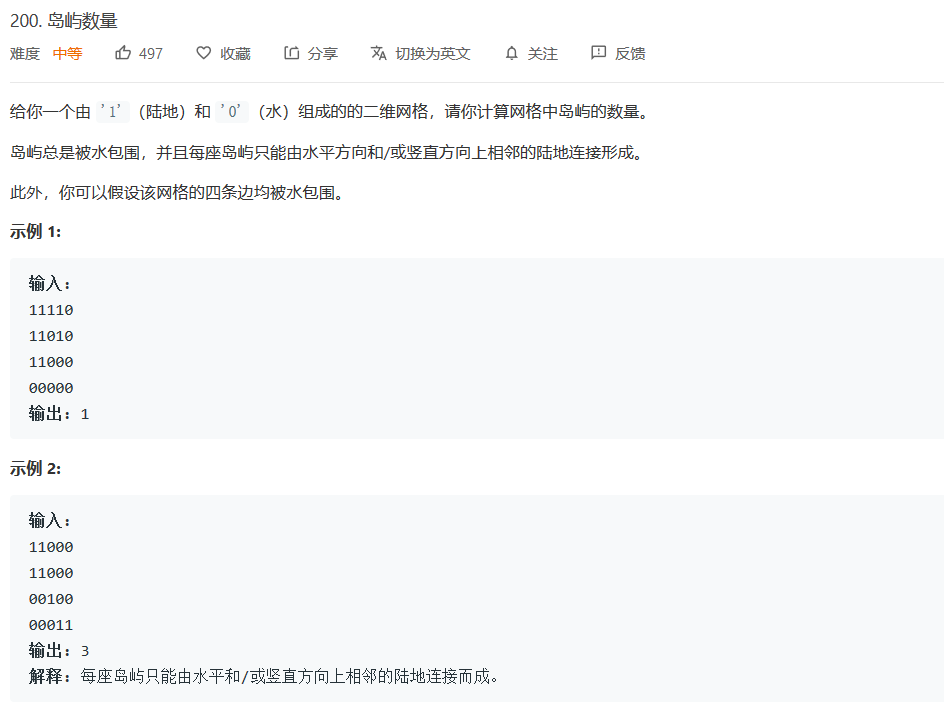 200. 岛屿数量
难度 中等 497 收藏 分享 切换为英文 关注 反馈
给你一个由 '1' （陆地）和 '0' （水）组成的的二维网格，请你计算网格中岛屿的数量。
岛屿总是被水包围，并且每座岛屿只能由水平方向和/或竖直方向上相邻的陆地连接形成。
此外，你可以假设该网格的四条边均被水包围。
示例 1:
输入：
11110
11010
11000
00000
输出：1
示例 2:
输入：
11000
11000
00100
00011
输出：3
解释：每座岛屿只能由水平和/或竖直方向上相邻的陆地连接而成。